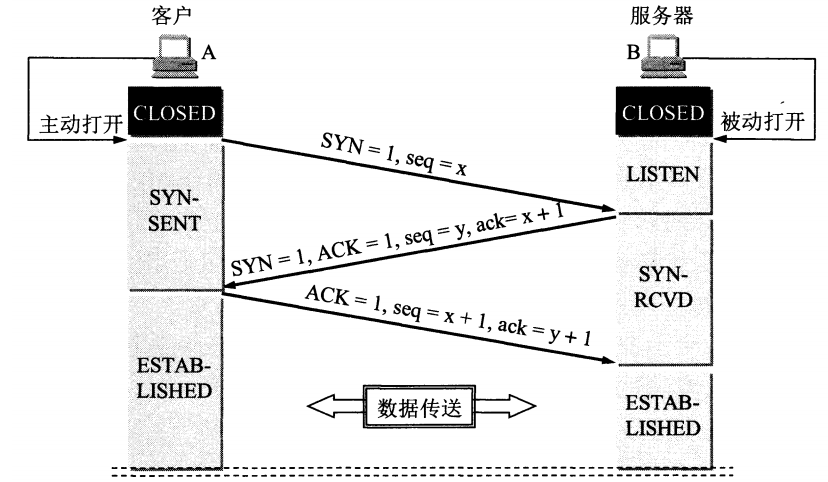 客户
服务器
A
B
CLOSED
CLOSED
主动打开
被动打开
SYN = 1, seq = x
LISTEN
SYN-
SENT
SYN = 1, ACK = 1, seq = y, ack= x + 1
SYN-
RCVD
ACK = 1, seq = x + 1, ack = y + 1
ESTAB-
LISHED
数据传送
ESTAB-
LISHED